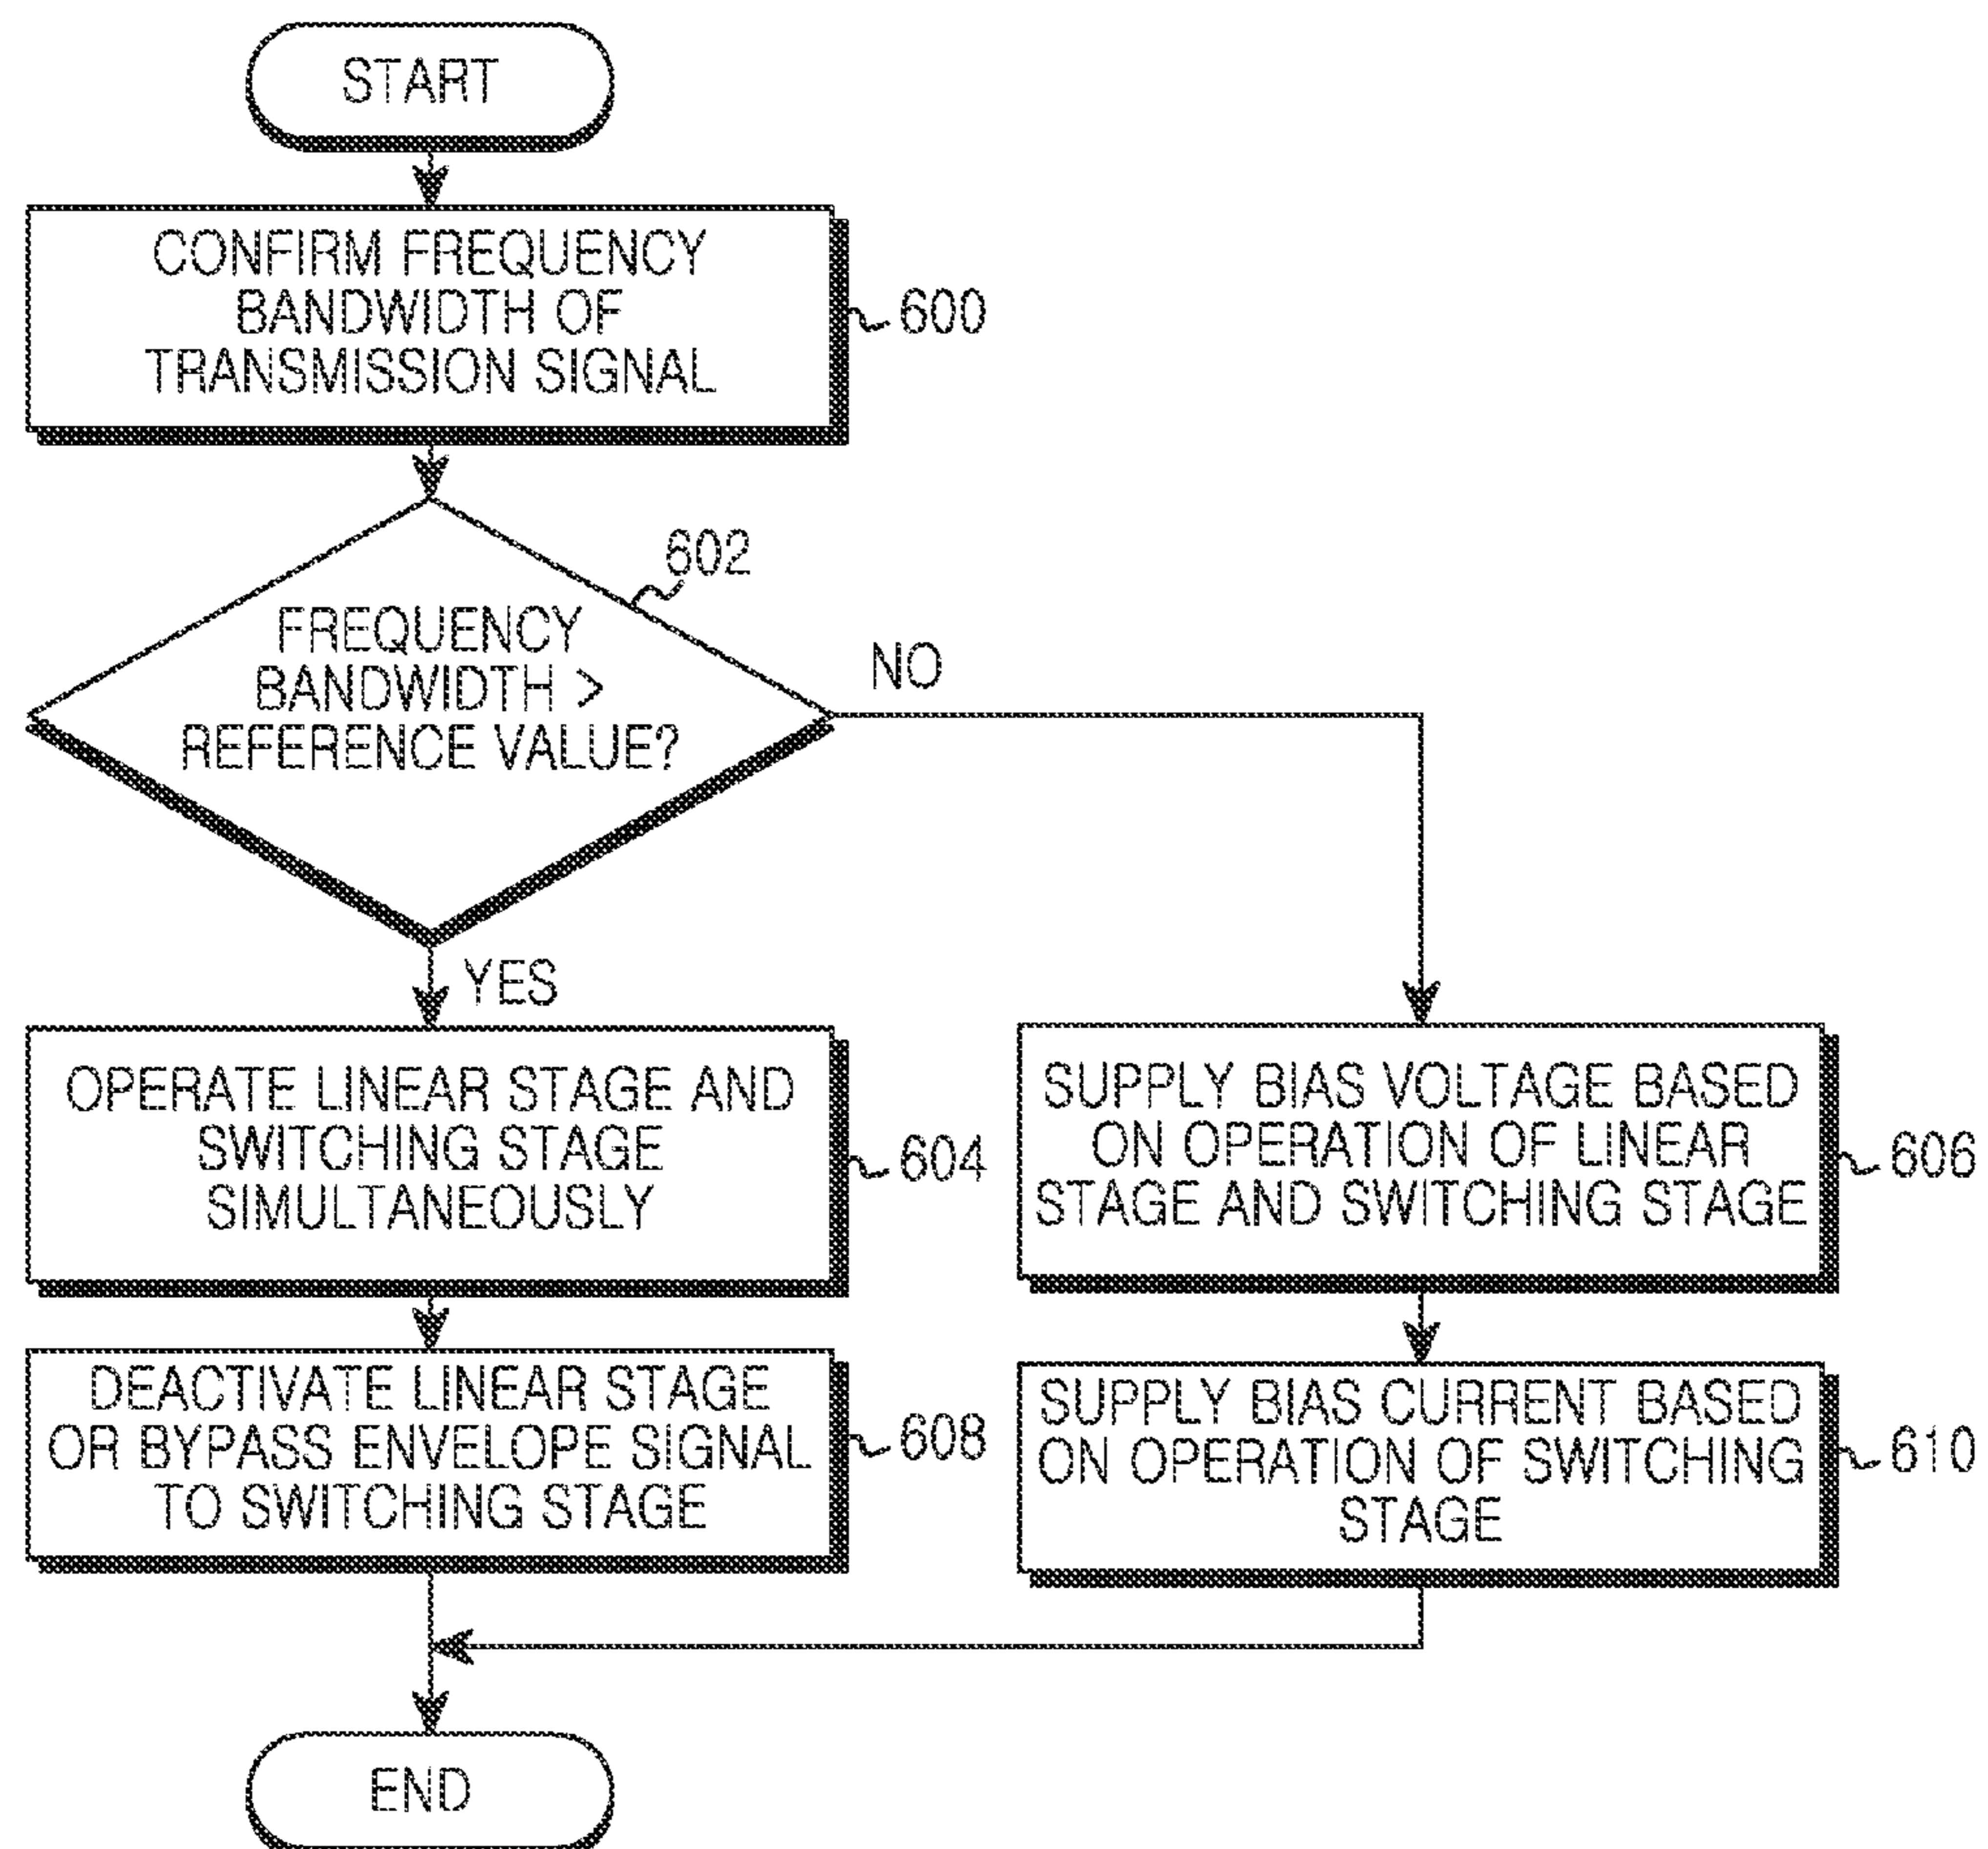 START
CONFIRM FREQUENCY
BANDWIDTH OF
TRANSMISSION SIGNAL
600
602
FREQUENCY
BANDWIDTH >
REFERENCE VALUE?
NO
YES
OPERATE LINEAR STAGE AND
SWITCHING STAGE
SIMULTANEOUSLY
604
SUPPLY BIAS VOLTAGE BASED
ON OPERATION OF LINEAR
STAGE AND SWITCHING STAGE
606
DEACTIVATE LINEAR STAGE
OR BYPASS ENVELOPE SIGNAL
TO SWITCHING STAGE
608
SUPPLY BIAS CURRENT BASED
ON OPERATION OF SWITCHING
STAGE
610
END